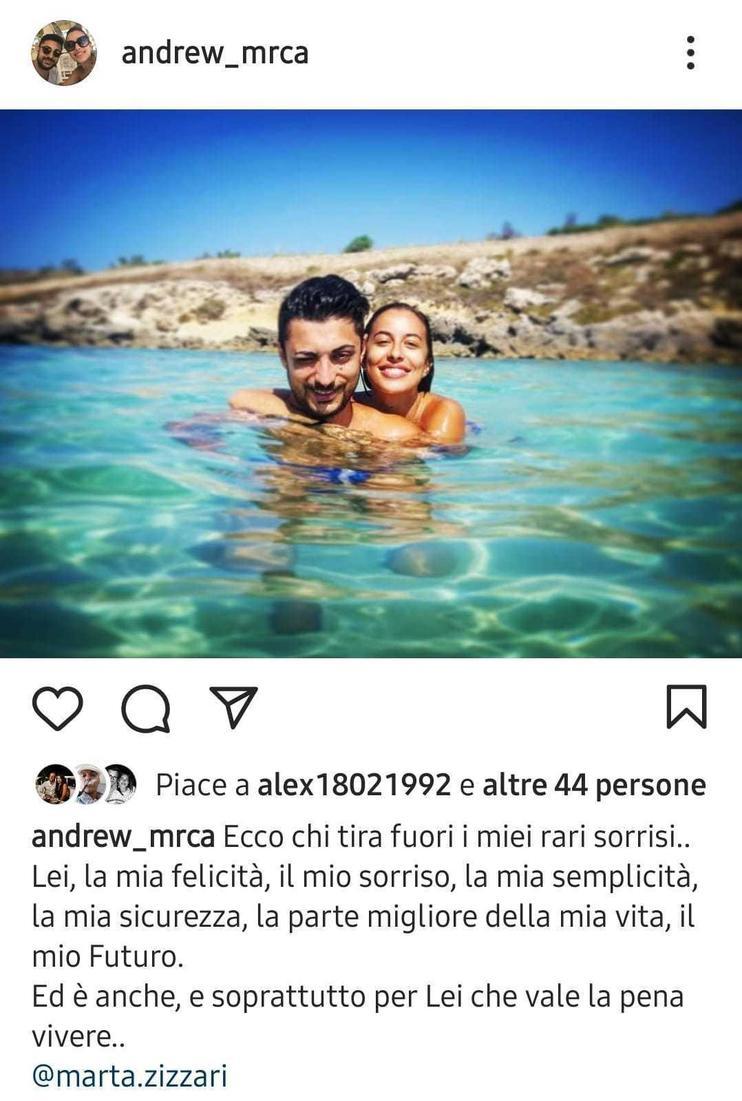 andrew_mrca
Piace a alex18021992 e altre 44 persone
andrew_mrca Ecco chi tira fuori i miei rari sorrisi..
Lei, la mia felicità, il mio sorriso, la mia semplicità,
la mia sicurezza, la parte migliore della mia vita, il
mio Futuro.
Ed è anche, e soprattutto per Lei che vale la pena
vivere..
@marta.zizzari